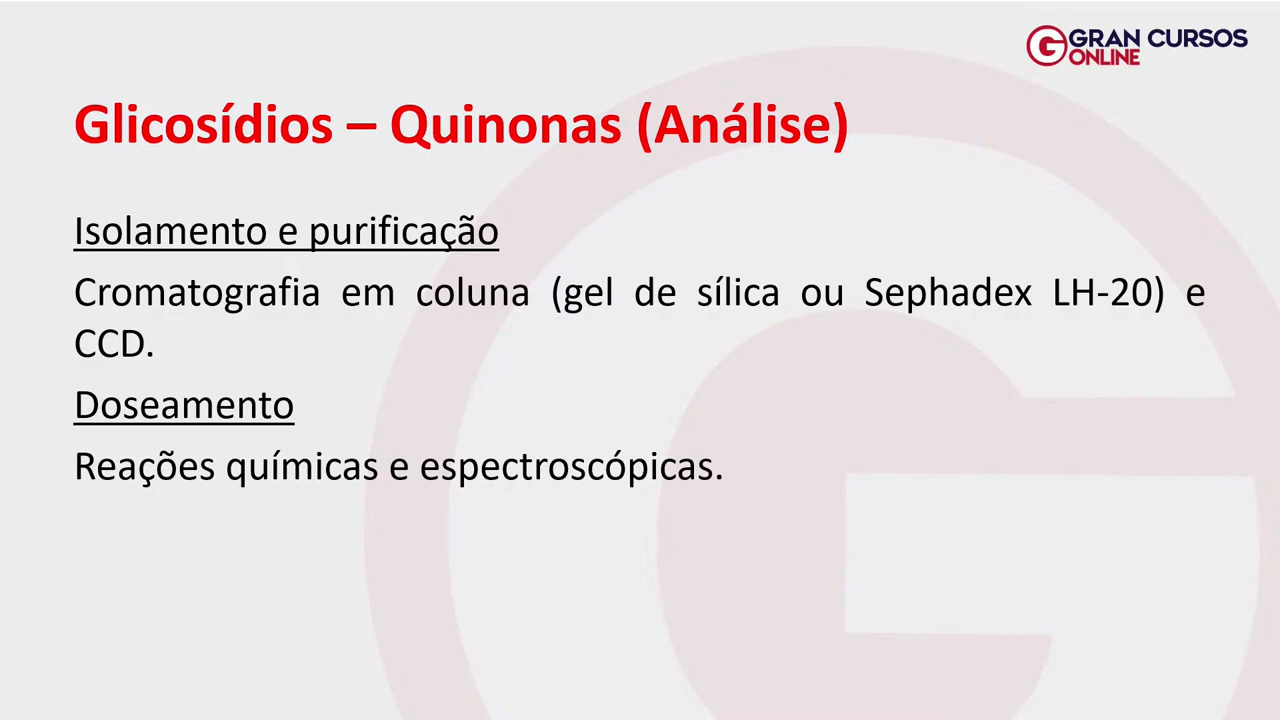 GRAN CURSOS
ONLINE
Glicosídios – Quinonas (Análise)
Isolamento e purificação
Cromatografia em coluna (gel de sílica ou Sephadex LH-20) e
CCD.
Doseamento
Reações químicas e espectroscópicas.